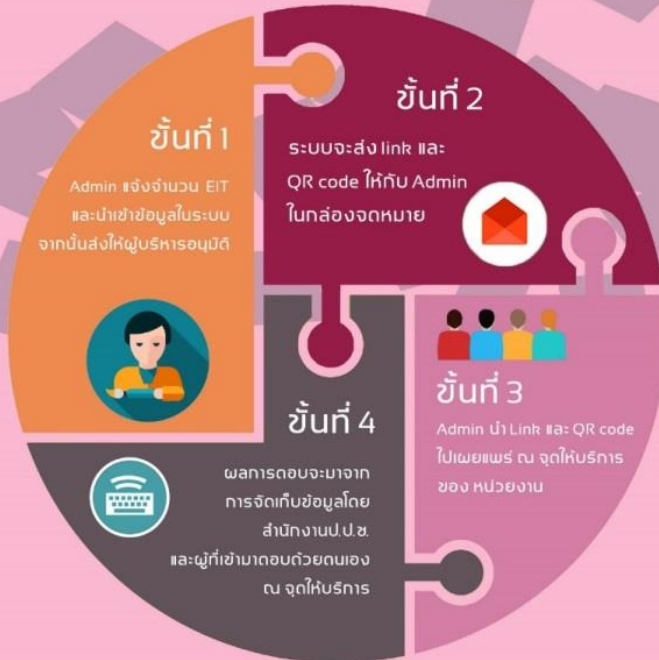 ขั้นที่ 1
Admin แจ้งจำนวน EIT
และนำเข้าข้อมูลในระบบ
จากนั้นส่งให้ผู้บริหารอนุมัติ
ขั้นที่ 2
ระบบจะส่ง link และ
QR code ให้กับ Admin
ในกล่องจดหมาย
ขั้นที่ 3
Admin นำ Link และ QR code
ไปเผยแพร่ ณ จุดให้บริการ
ของ หน่วยงาน
ขั้นที่ 4
ผลการตอบจะมาจาก
การจัดเก็บข้อมูลโดย
สำนักงานป.ป.ช.
และผู้ที่เข้ามาตอบด้วยตนเอง
ณ จุดให้บริการ